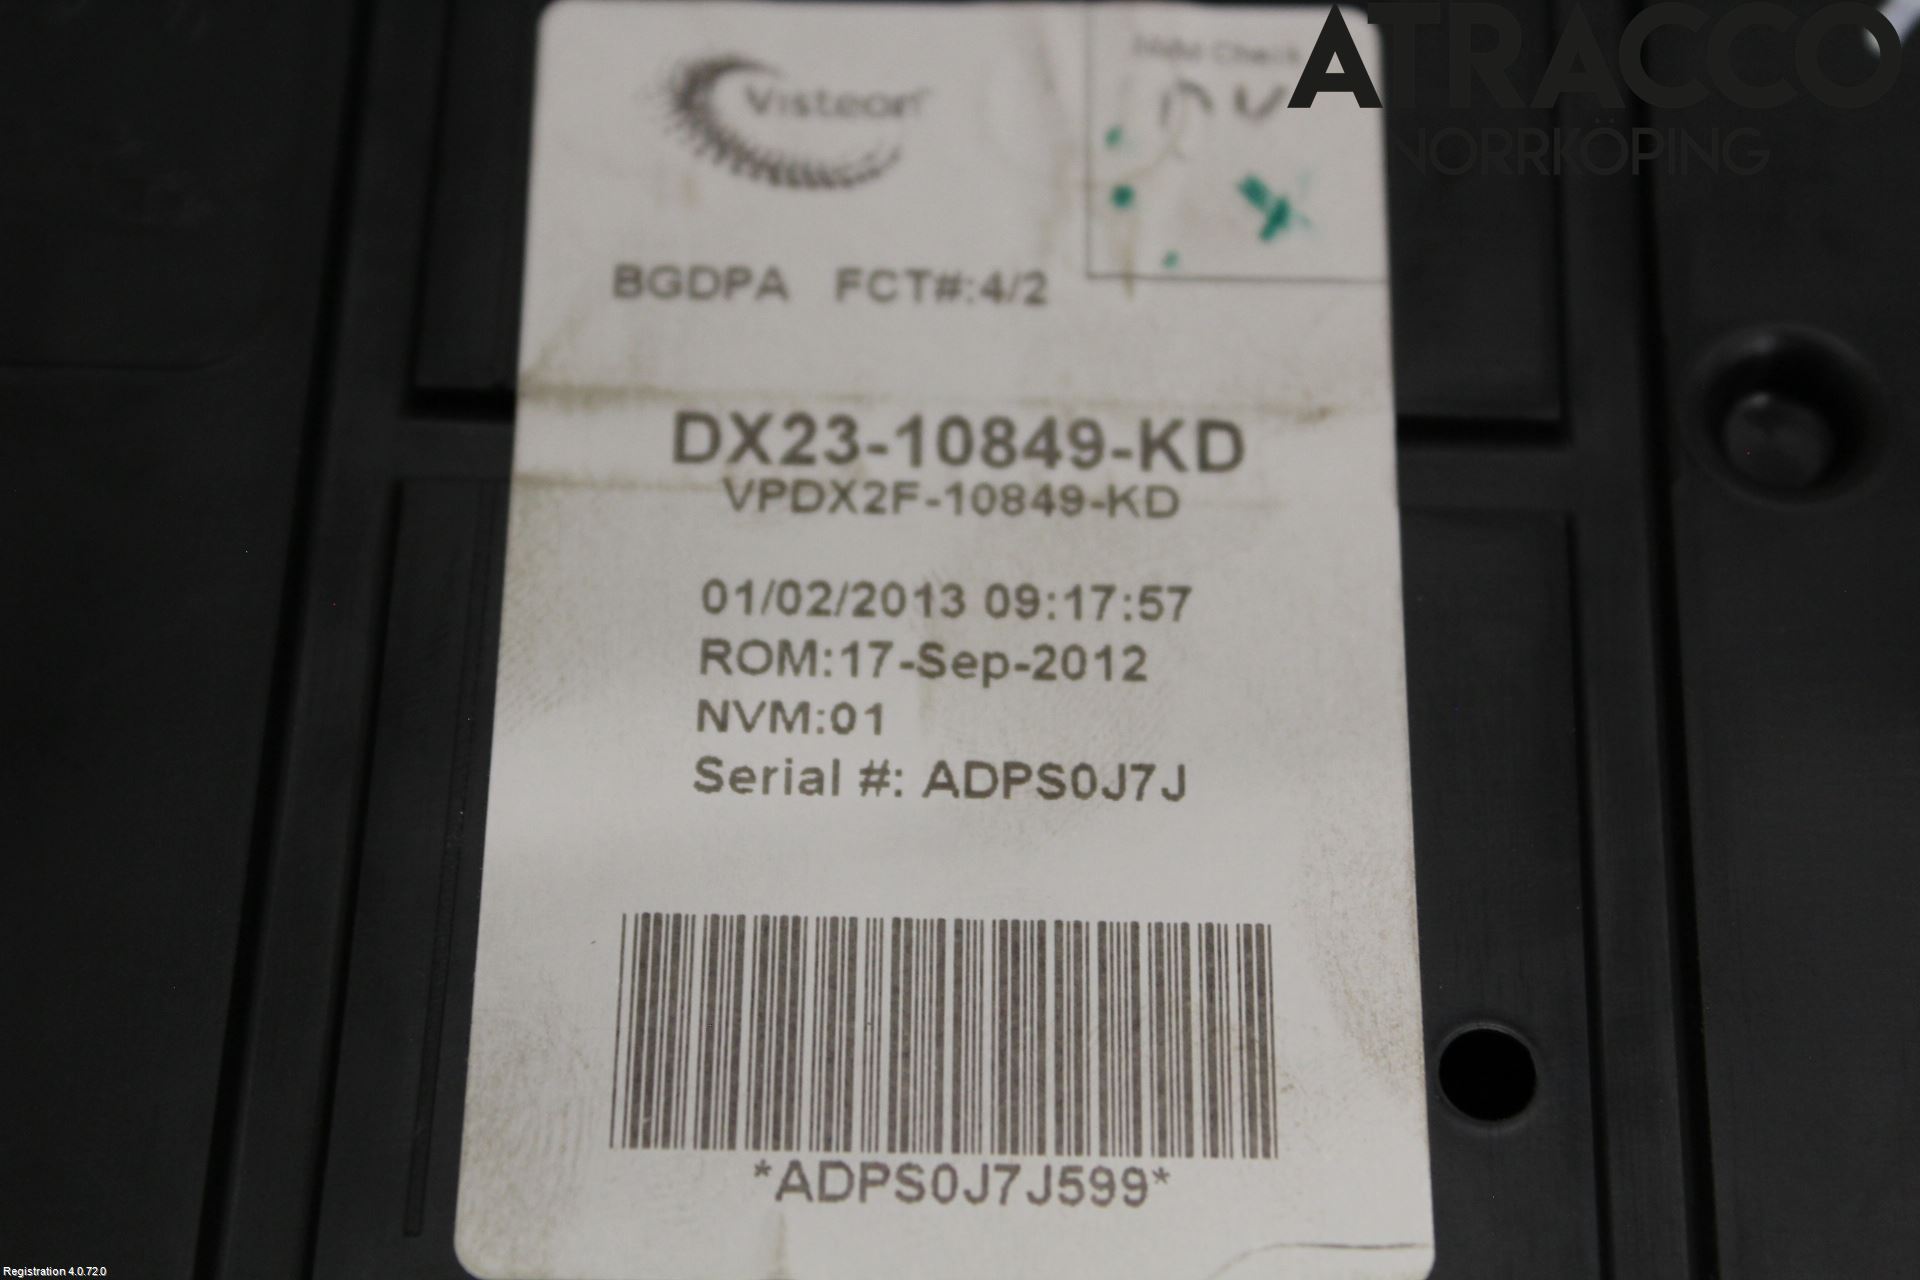 ATRACCO
NORRKÖPING
Visteon
Check
BGDPA FCT#:4/2
DX23-10849-KD
VPDX2F-10849-KD
01/02/2013 09:17:57
ROM:17-Sep-2012
NVM:01
Serial #: ADPS0J7J
*ADPS0J7J599*
Registration 4.0.72.0